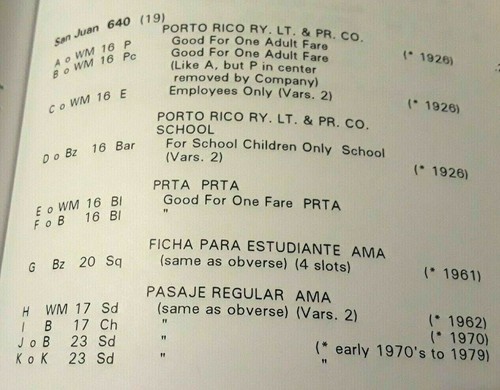 San Juan 640 (19)
PORTO RICO RY. LT. & PR. CO.
A o WM 16 P Good For One Adult Fare (* 1926)
B o WM 16 Pc Good For One Adult Fare
(Like A, but P in center
removed by Company)
C o WM 16 E Employees Only (Vars. 2) (* 1926)
PORTO RICO RY. LT. & PR. CO.
SCHOOL
D o Bz 16 Bar For School Children Only School
(Vars. 2) (* 1926)
PRTA PRTA
E o WM 16 Bl Good For One Fare PRTA
F o B 16 Bl "
FICHA PARA ESTUDIANTE AMA
G Bz 20 Sq (same as obverse) (4 slots) (* 1961)
PASAJE REGULAR AMA
H WM 17 Sd (same as obverse) (Vars. 2) (* 1962)
I B 17 Ch " (* 1970)
J o B 23 Sd " (* early 1970's to 1979)
K o K 23 Sd " "